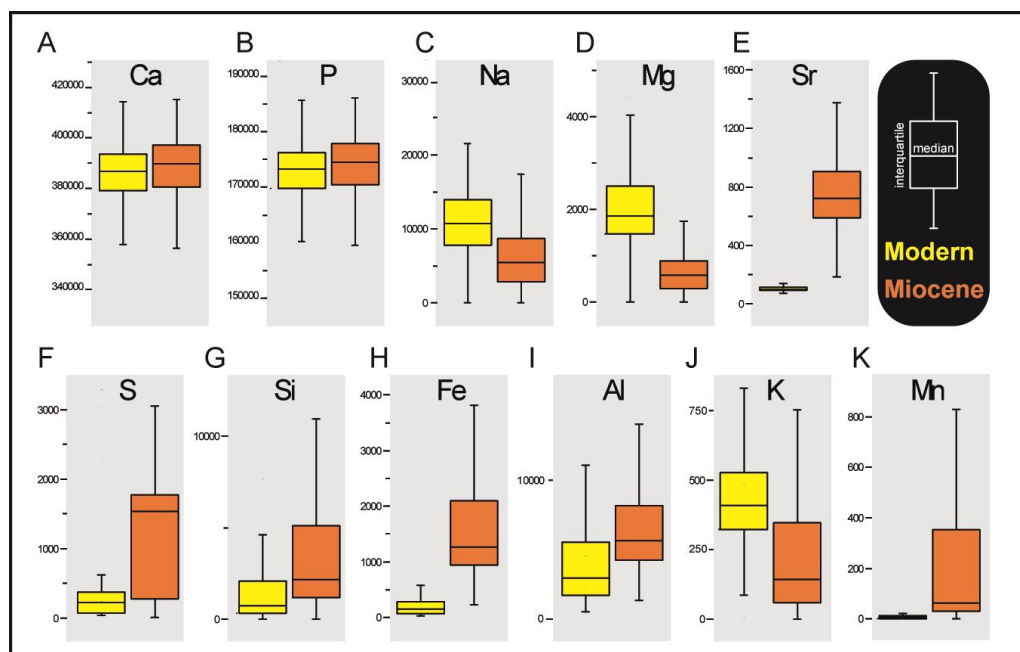 A
Ca
420000
400000
380000
360000
340000
B
P
190000
180000
170000
160000
150000
C
Na
30000
20000
10000
0
D
Mg
4000
2000
0
E
Sr
1600
1200
800
400
0
interquartile
median
Modern
Miocene
F
S
3000
2000
1000
0
G
Si
10000
0
H
Fe
4000
3000
2000
1000
0
I
Al
10000
0
J
K
750
500
250
0
K
Mn
800
600
400
200
0